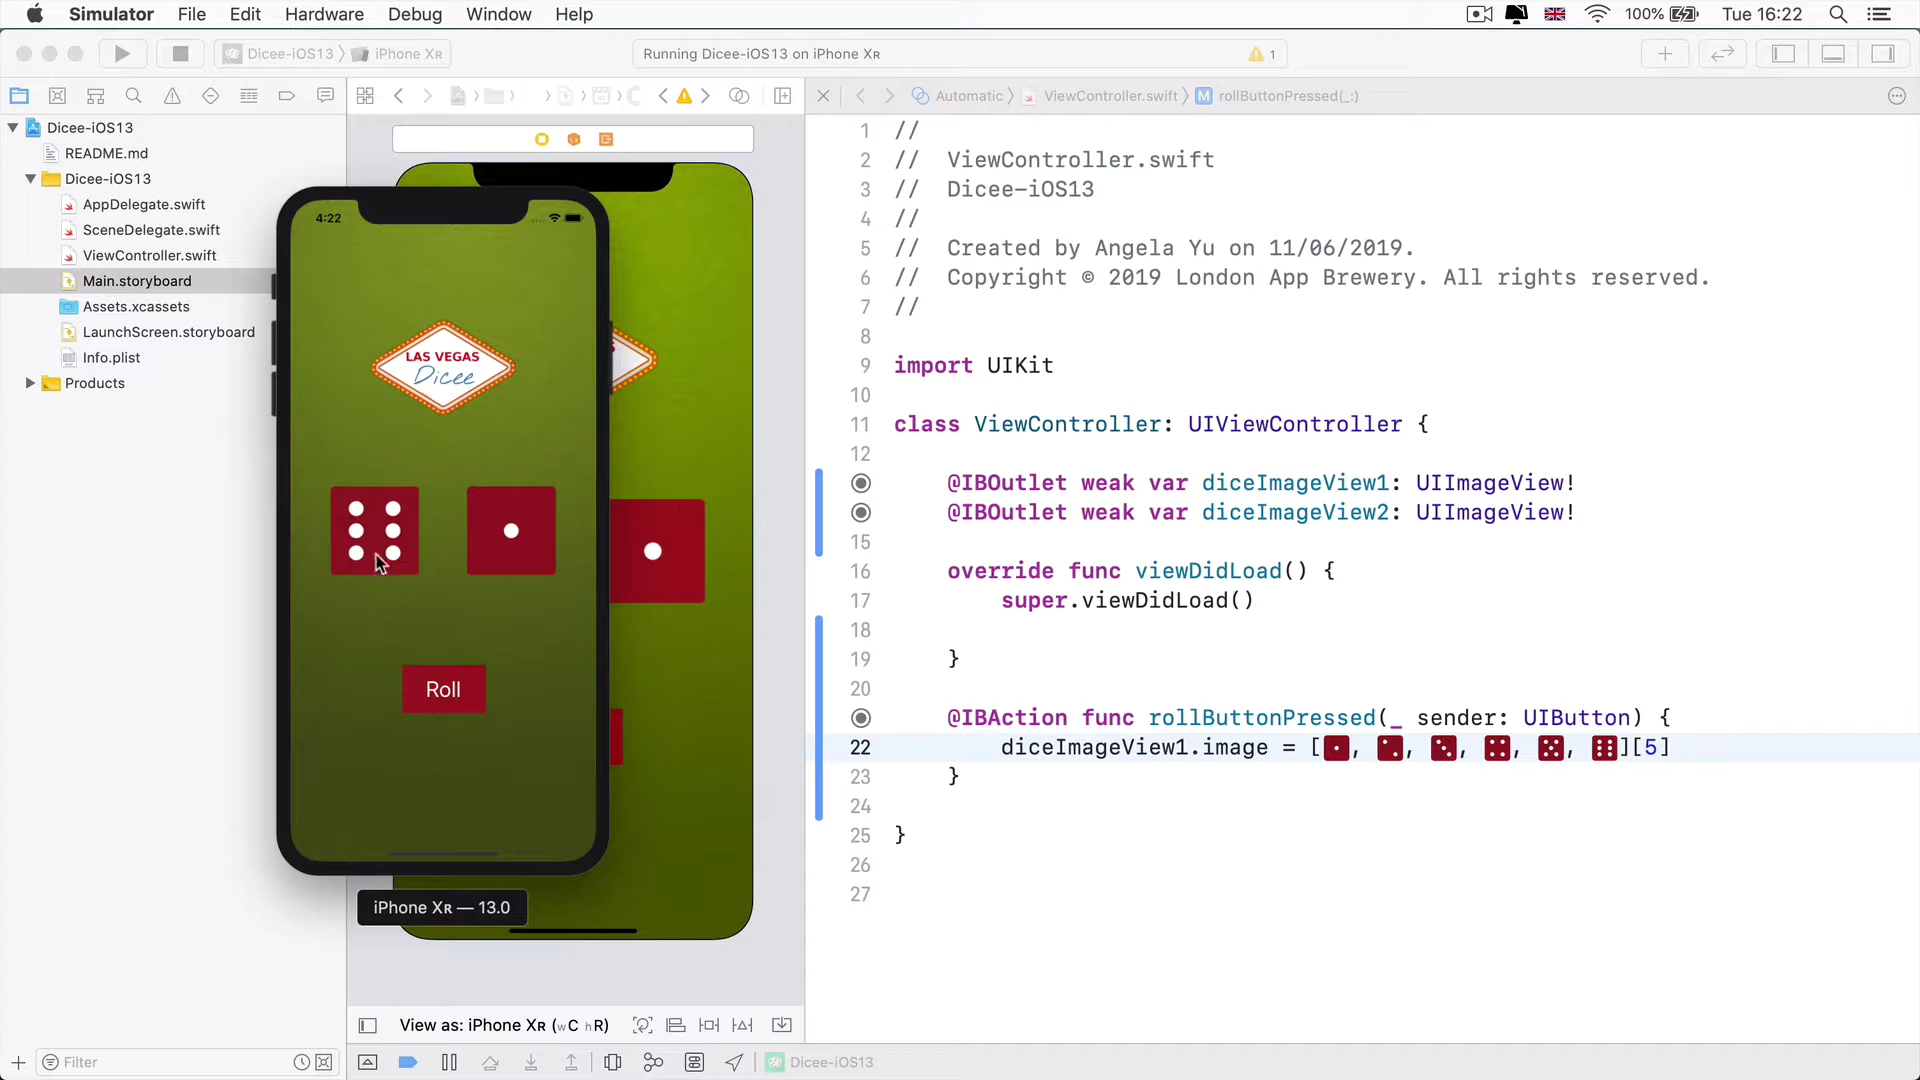 Simulator File Edit Hardware Debug Window Help 100% Tue 16:22
Dicee-iOS13 iPhone XR
Running Dicee-iOS13 on iPhone XR 1
Automatic ViewController.swift M rollButtonPressed(_:)
Dicee-iOS13
README.md
Dicee-iOS13
AppDelegate.swift
SceneDelegate.swift
ViewController.swift
Main.storyboard
Assets.xcassets
LaunchScreen.storyboard
Info.plist
Products
4:22
LAS VEGAS
Dicee
Roll
iPhone XR — 13.0
View as: iPhone XR (wC hR)
1 //
2 //  ViewController.swift
3 //  Dicee-iOS13
4 //
5 //  Created by Angela Yu on 11/06/2019.
6 //  Copyright © 2019 London App Brewery. All rights reserved.
7 //
8
9 import UIKit
10
11 class ViewController: UIViewController {
12
@IBOutlet weak var diceImageView1: UIImageView!
@IBOutlet weak var diceImageView2: UIImageView!
15
16 override func viewDidLoad() {
17 super.viewDidLoad()
18
19 }
20
@IBAction func rollButtonPressed(_ sender: UIButton) {
22 diceImageView1.image = [, , , , , ][5]
23 }
24
25 }
26
27
Filter
Dicee-iOS13